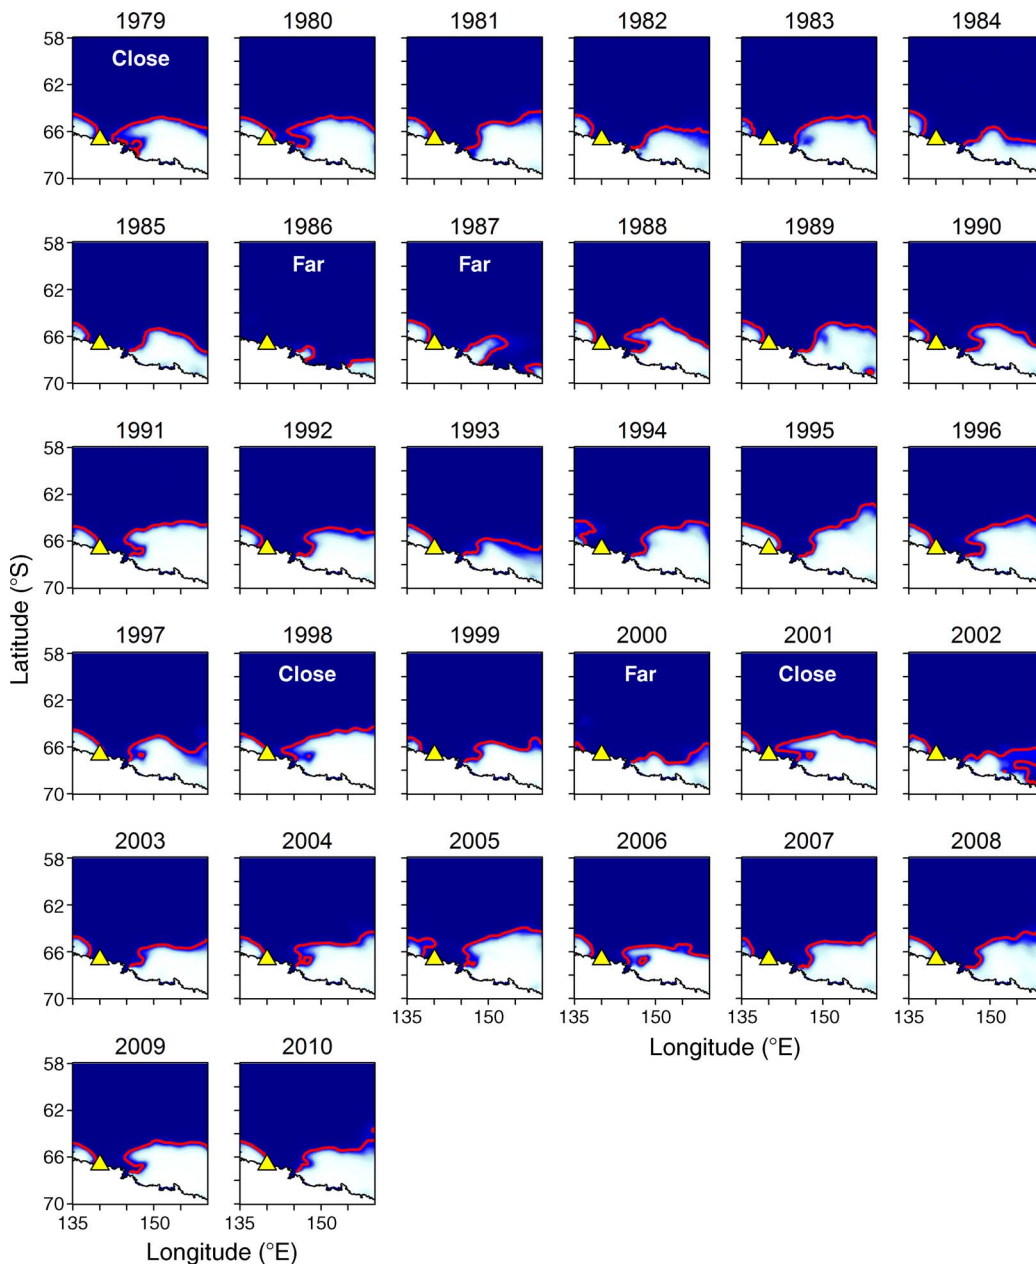 1979 1980 1981 1982 1983 1984
58
Close
62
66
70
1985 1986 1987 1988 1989 1990
58
Far Far
62
66
70
1991 1992 1993 1994 1995 1996
58
62
66
70
Latitude (°S)
1997 1998 1999 2000 2001 2002
58
Close Far Close
62
66
70
2003 2004 2005 2006 2007 2008
58
62
66
70
135 150 135 150 135 150 135 150
Longitude (°E)
2009 2010
58
62
66
70
135 150 135 150
Longitude (°E)